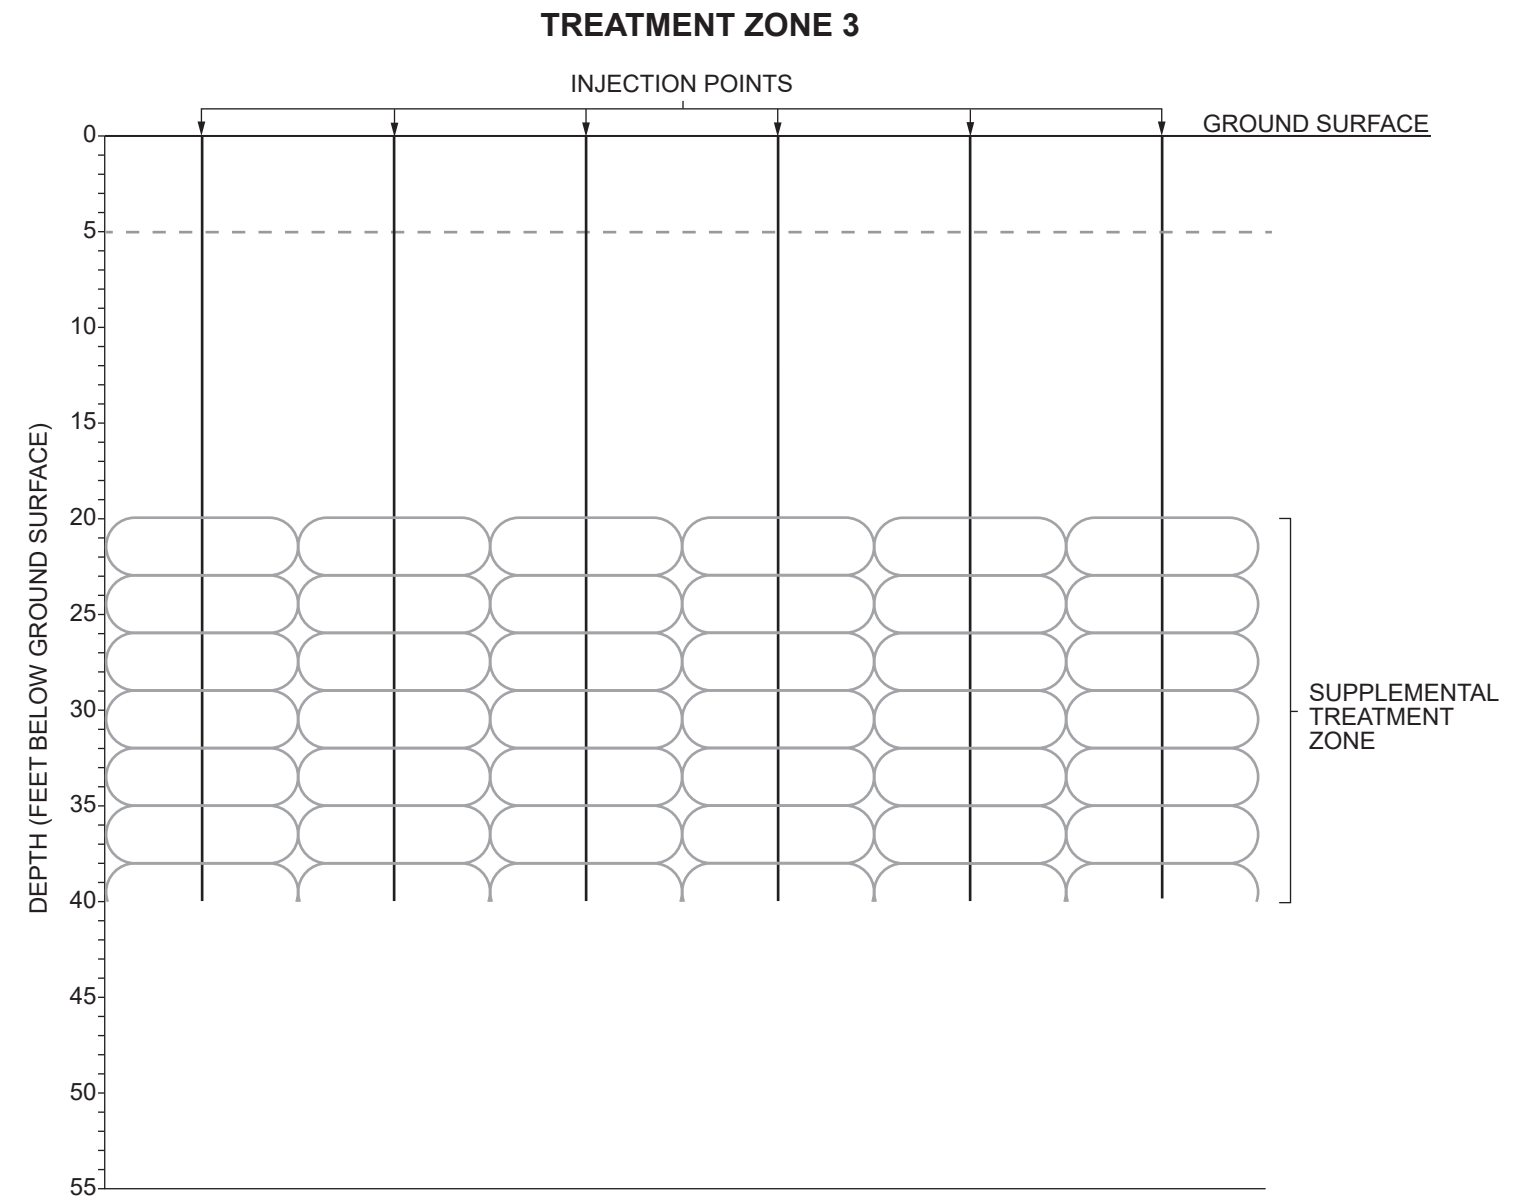 TREATMENT ZONE 3
INJECTION POINTS
GROUND SURFACE
0
5
10
15
20
25
30
35
40
45
50
55
DEPTH (FEET BELOW GROUND SURFACE)
SUPPLEMENTAL
TREATMENT
ZONE